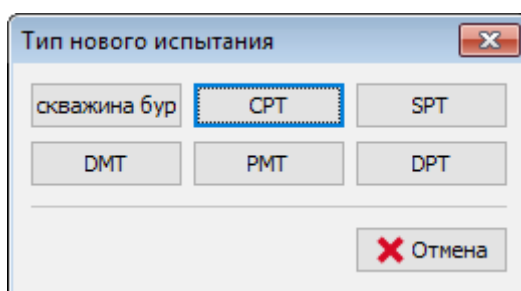 Тип нового испытания
скважина бур CPT SPT
DMT PMT DPT
Отмена